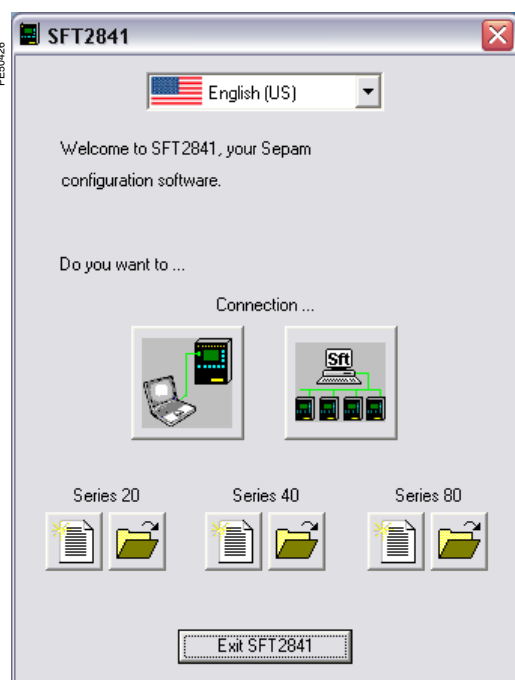 PE50426
SFT2841
English (US)
Welcome to SFT2841, your Sepam
configuration software.
Do you want to ...
Connection ...
Sft
Series 20 Series 40 Series 80
Exit SFT2841